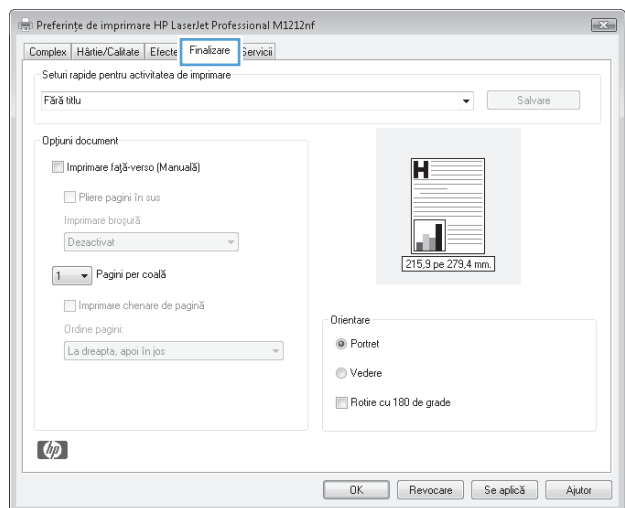 Preferințe de imprimare HP LaserJet Professional M1212nf
Complex Hârtie/Calitate Efecte Finalizare Servicii
Seturi rapide pentru activitatea de imprimare
Fără titlu Salvare
Opțiuni document
Imprimare față-verso (Manuală)
Pliere pagini în sus
Imprimare broșură
Dezactivat
1 Pagini per coală
Imprimare chenare de pagină
Ordine pagini:
La dreapta, apoi în jos
H
215,9 pe 279,4 mm.
Orientare
Portret
Vedere
Rotire cu 180 de grade
hp
OK Revocare Se aplică Ajutor